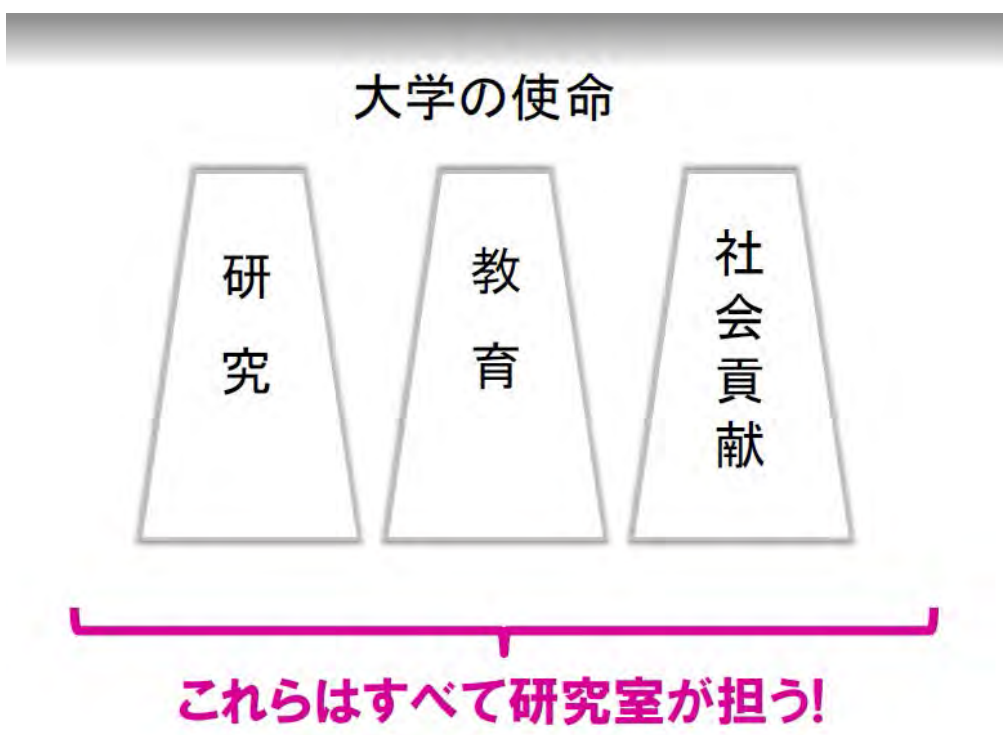 大学の使命
研究
教育
社会貢献
これらはすべて研究室が担う!